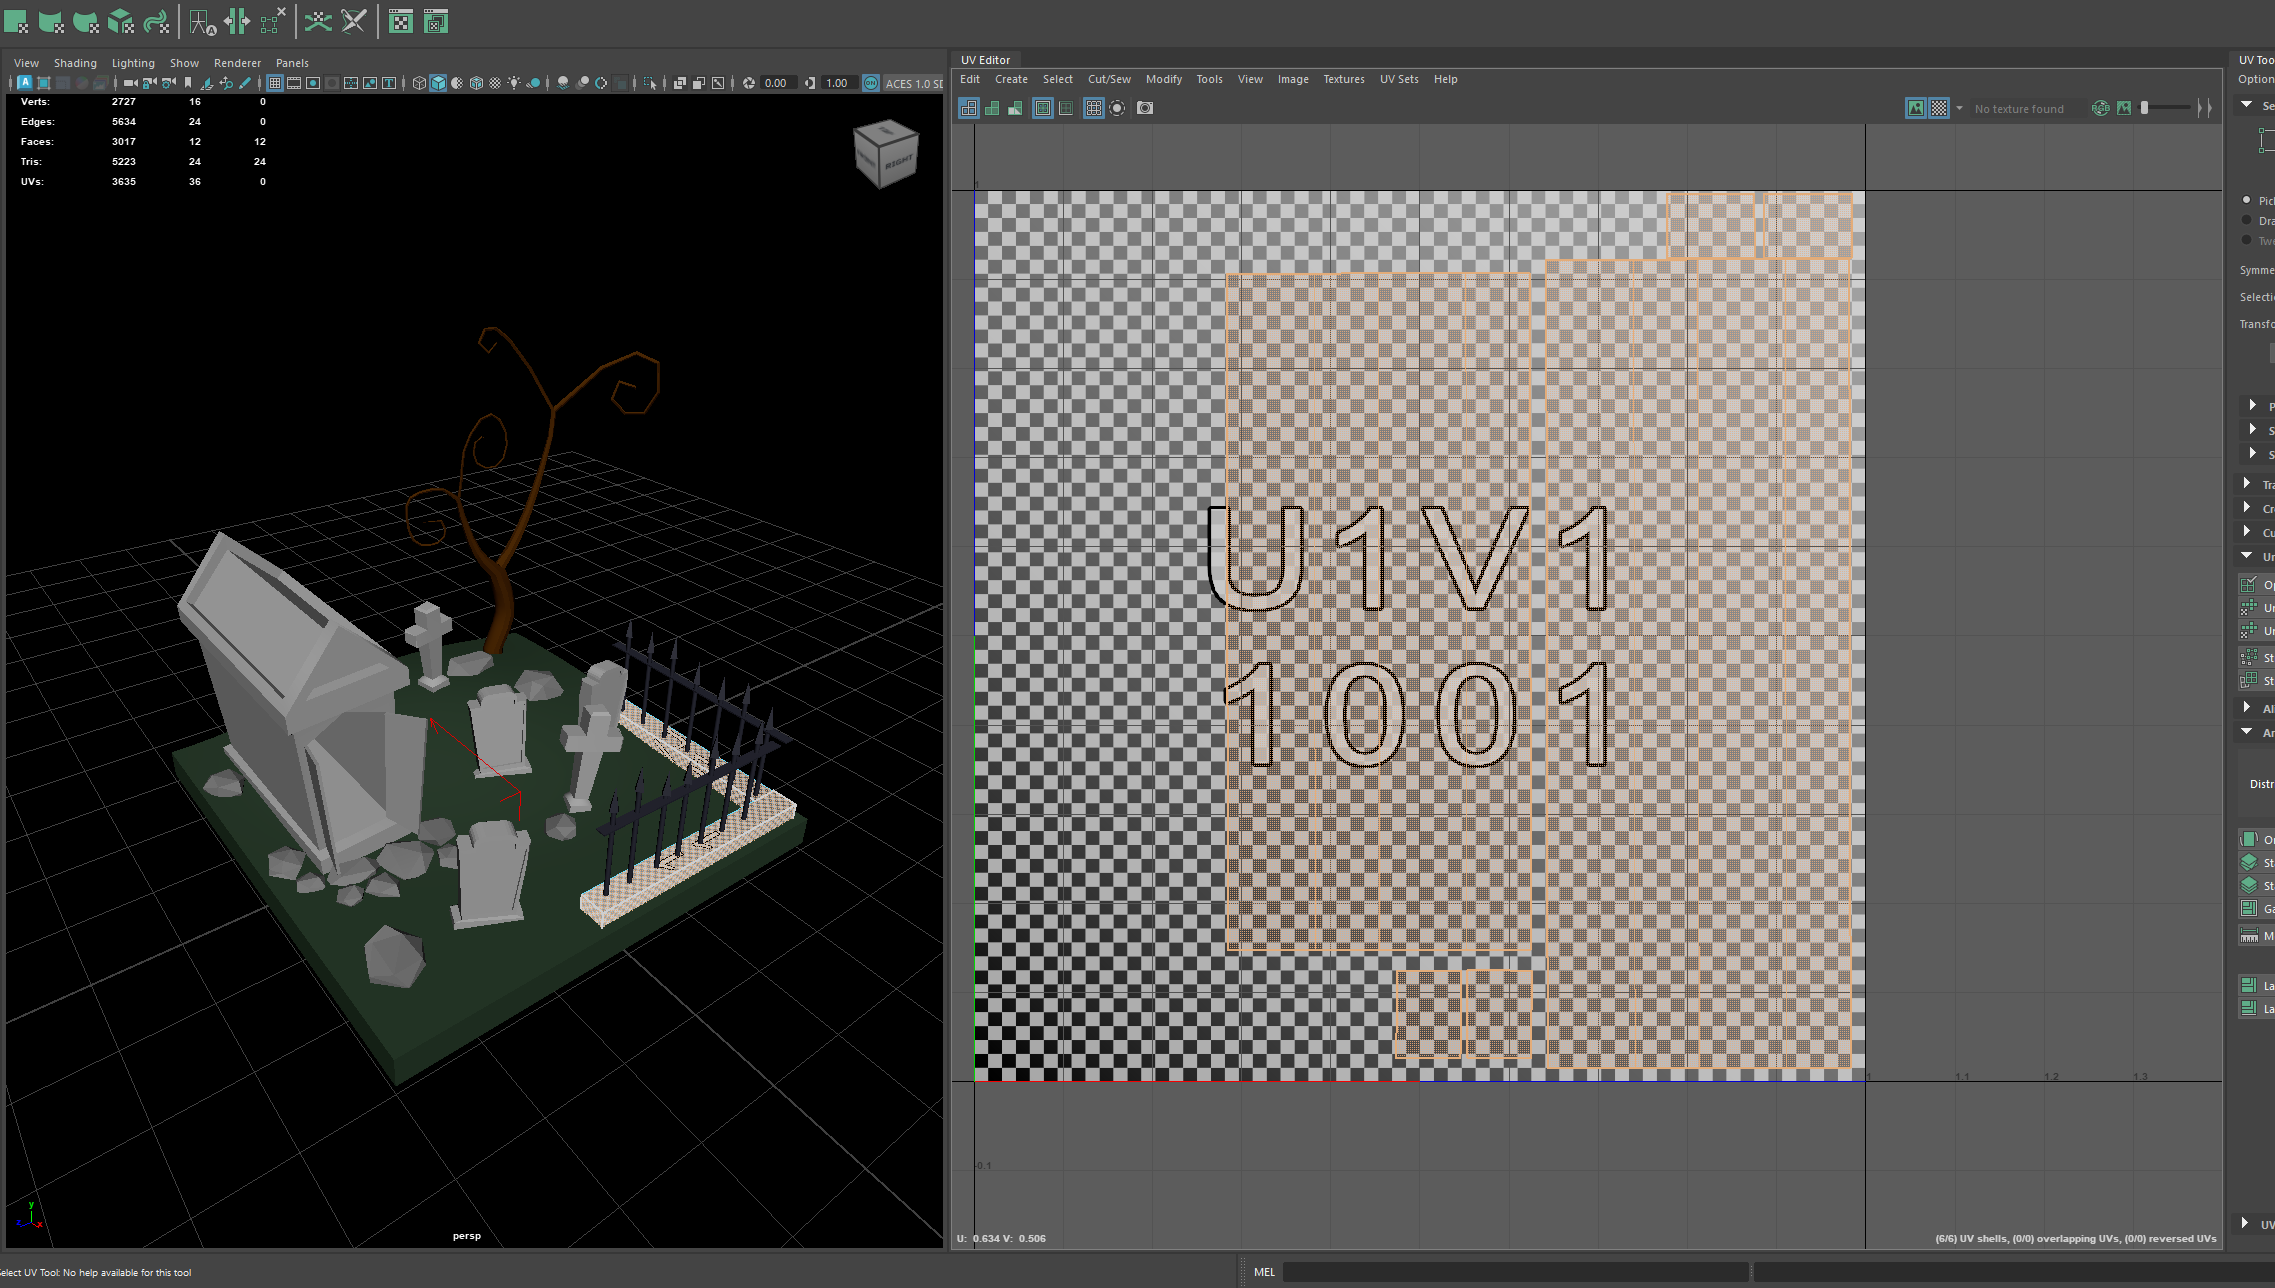 View Shading Lighting Show Renderer Panels
0.00 1.00 ACES 1.0
Verts: 2727 16 0
Edges: 5634 24 0
Faces: 3017 12 12
Tris: 5223 24 24
UVs: 3635 36 0
RIGHT
persp
y
x
UV Editor
Edit Create Select Cut/Sew Modify Tools View Image Textures UV Sets Help
No texture found
1
U1V1
1001
1 1.1 1.2 1.3
-0.1
U: 0.634 V: 0.506
(6/6) UV shells, (0/0) overlapping UVs, (0/0) reversed UVs
UV Too
Option
Se
Pic
Dra
Twe
Symme
Selecti
Transfo
P
S
S
Tra
Cr
Cu
Un
Op
Un
Un
St
St
Al
Ar
Distr
Or
St
St
Ga
M
La
La
UV
elect UV Tool: No help available for this tool
MEL